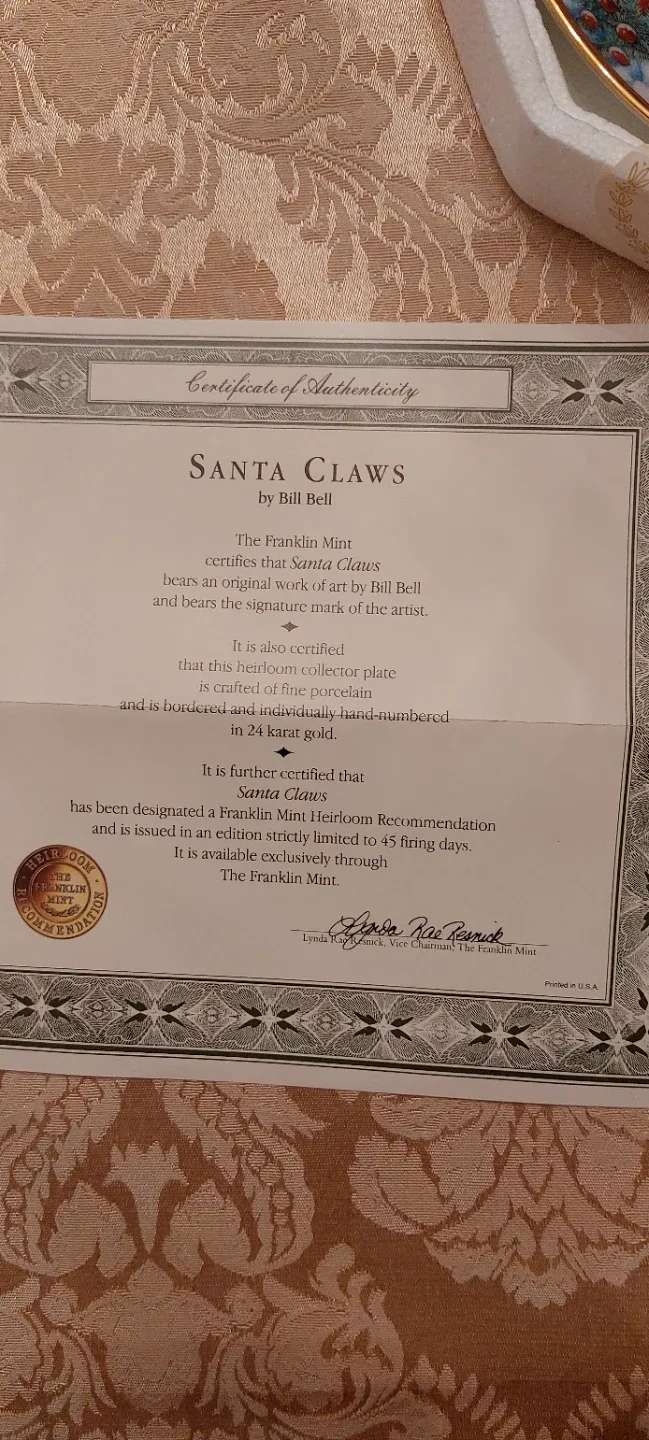 Certificate of Authenticity
SANTA CLAWS
by Bill Bell
The Franklin Mint
certifies that Santa Claws
bears an original work of art by Bill Bell
and bears the signature mark of the artist.
It is also certified
that this heirloom collector plate
is crafted of fine porcelain
and is bordered and individually hand-numbered
in 24 karat gold.
It is further certified that
Santa Claws
has been designated a Franklin Mint Heirloom Recommendation
and is issued in an edition strictly limited to 45 firing days.
It is available exclusively through
The Franklin Mint.
HEIRLOOM
THE
FRANKLIN
MINT
RECOMMENDATION
Lynda Rae Resnick
Lynda Rae Resnick, Vice Chairman, The Franklin Mint
Printed in U.S.A.